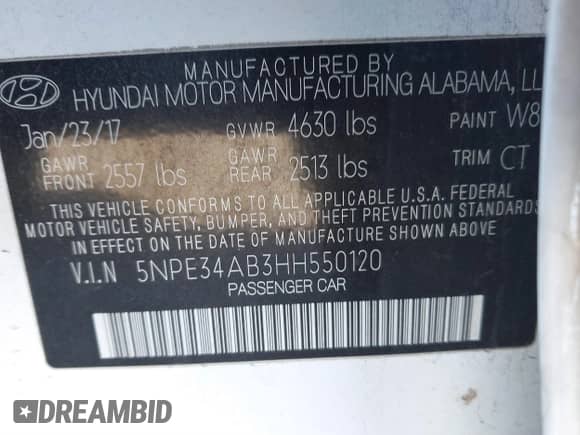 MANUFACTURED BY
HYUNDAI MOTOR MANUFACTURING ALABAMA, LL
Jan/23/17 GVWR 4630 lbs PAINT W8
GAWR FRONT 2557 lbs GAWR REAR 2513 lbs TRIM CT
THIS VEHICLE CONFORMS TO ALL APPLICABLE U.S.A. FEDERAL
MOTOR VEHICLE SAFETY, BUMPER, AND THEFT PREVENTION STANDARDS
IN EFFECT ON THE DATE OF MANUFACTURE SHOWN ABOVE.
V.I.N 5NPE34AB3HH550120
PASSENGER CAR
DREAMBID